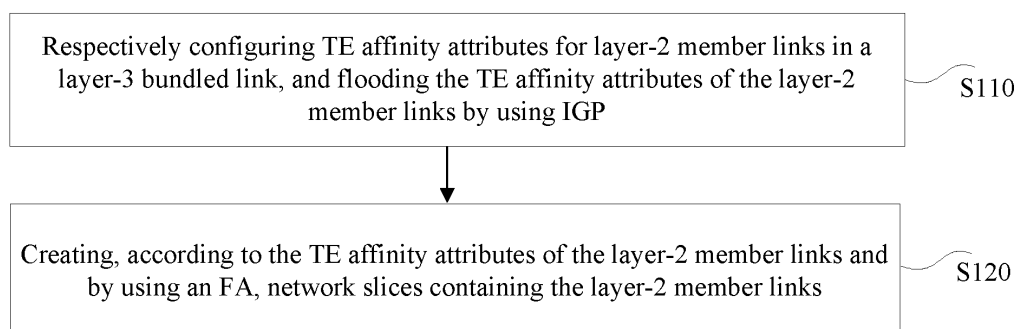 Respectively configuring TE affinity attributes for layer-2 member links in a
layer-3 bundled link, and flooding the TE affinity attributes of the layer-2
member links by using IGP
S110
Creating, according to the TE affinity attributes of the layer-2 member links and
by using an FA, network slices containing the layer-2 member links
S120